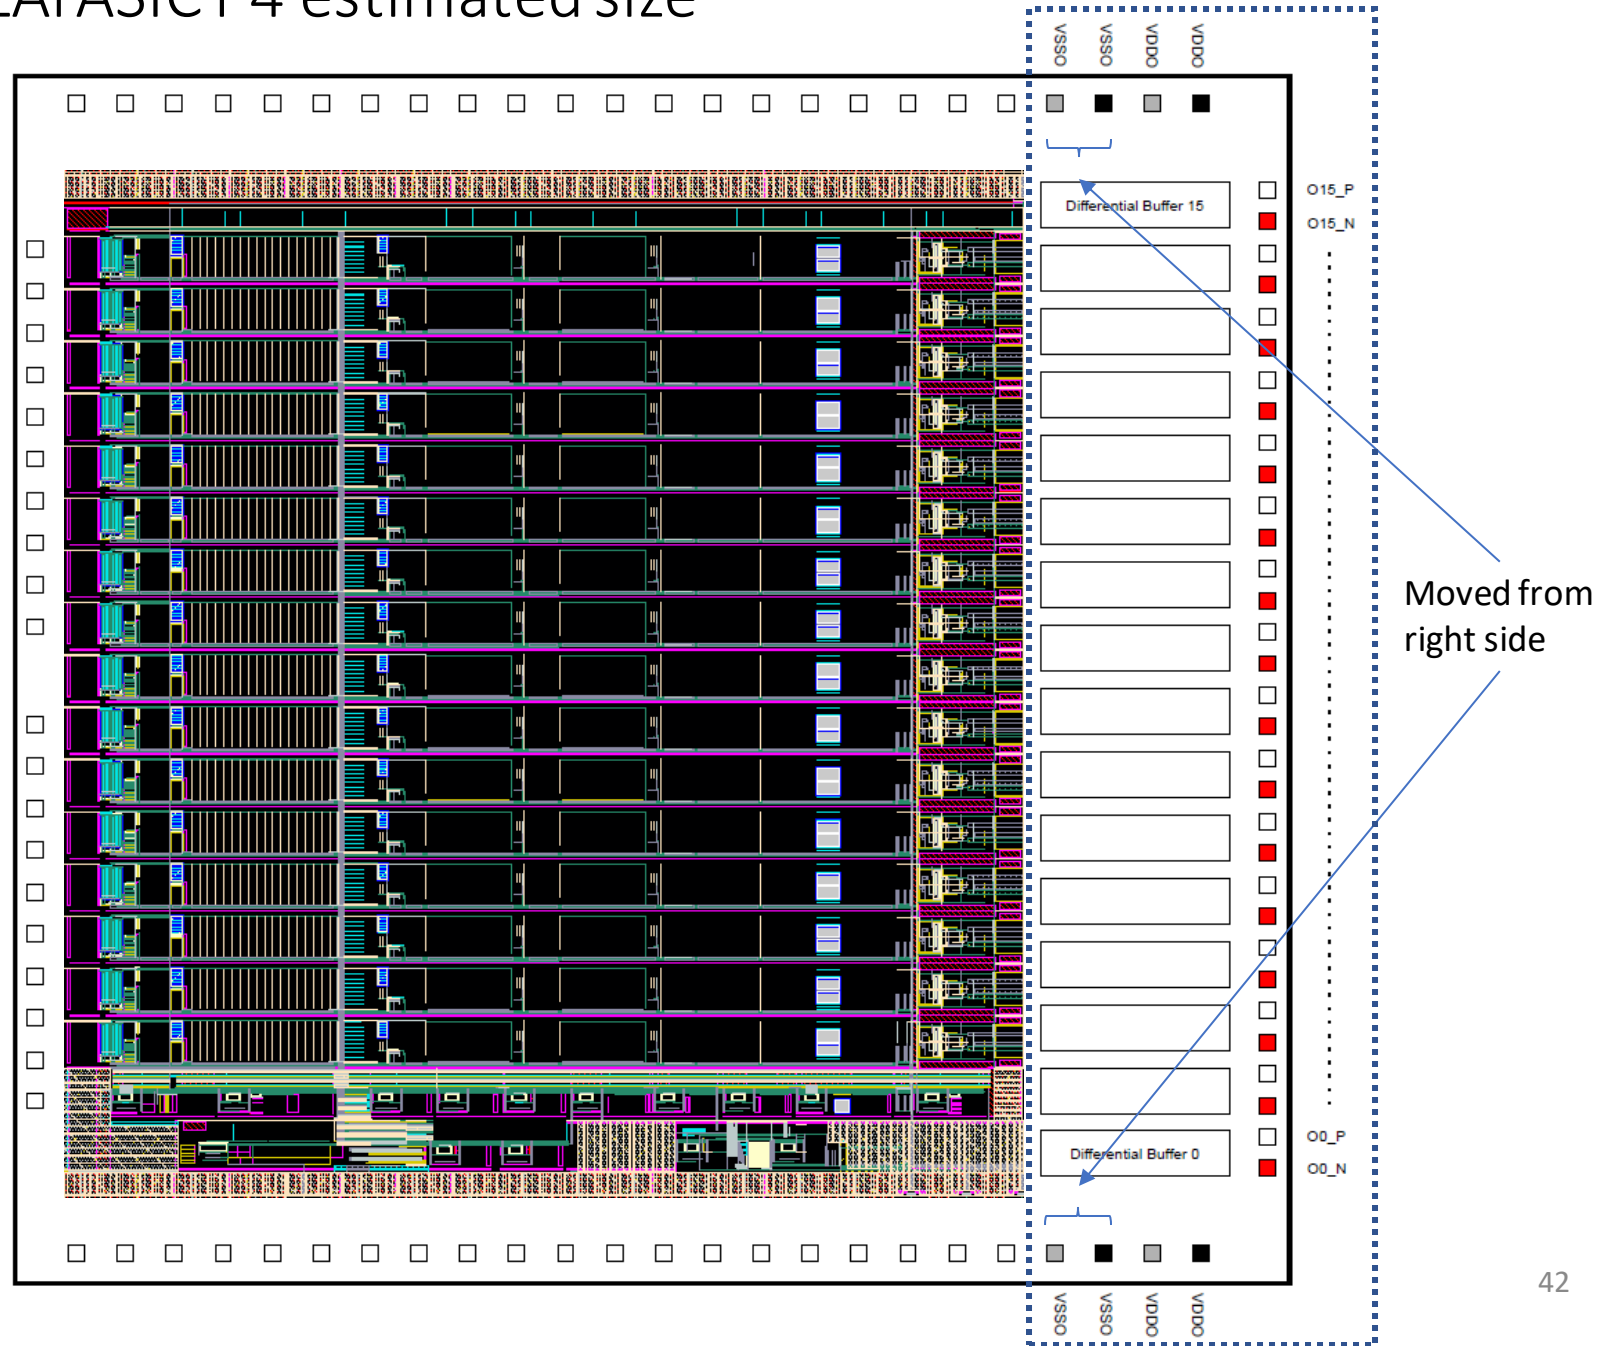 4 estimated size
VSSO VSSO VDDO VDDO
Differential Buffer 15
O15_P
O15_N
Moved from
right side
Differential Buffer 0
O0_P
O0_N
VSSO VSSO VDDO VDDO
42